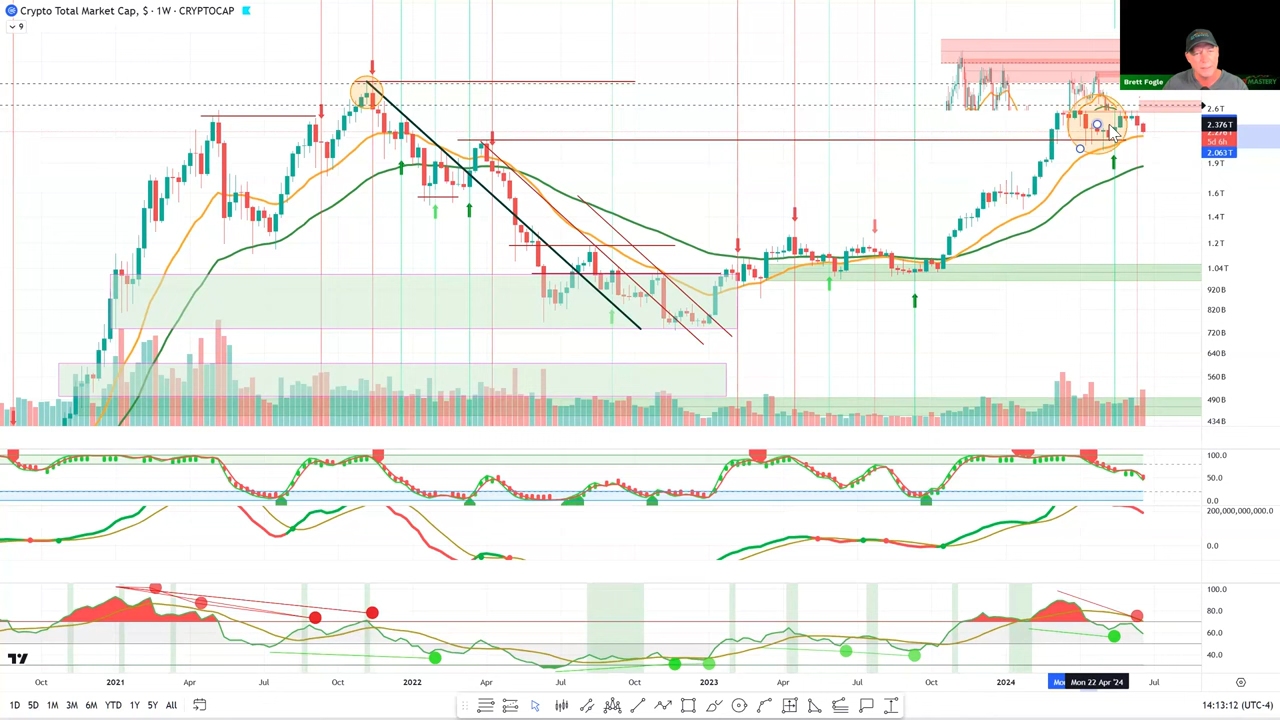 Crypto Total Market Cap, $ · 1W · CRYPTOCAP
9
Brett Fogle
MASTERY
2.6T
2.376T
5d 6h
2.063T
1.9T
1.6T
1.4T
1.2T
1.04T
920B
820B
720B
640B
560B
490B
434B
100.0
50.0
0.0
200,000,000,000.0
0.0
100.0
80.0
60.0
40.0
Oct
2021
Apr
Jul
Oct
2022
Apr
Jul
Oct
2023
Apr
Jul
Oct
2024
Mon 22 Apr '24
Jul
1D 5D 1M 3M 6M YTD 1Y 5Y All
14:13:12 (UTC-4)